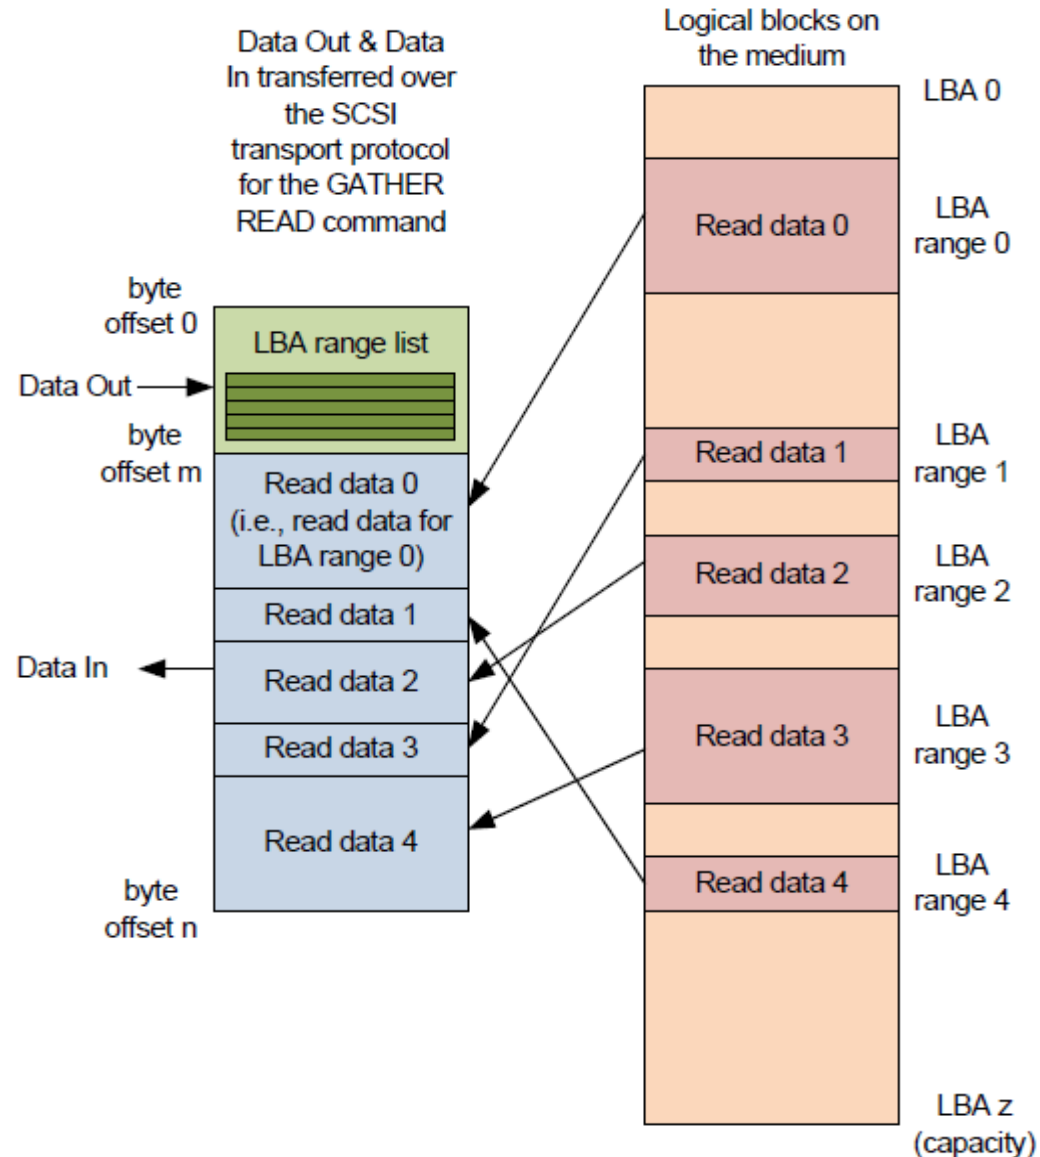 Data Out & Data
In transferred over
the SCSI
transport protocol
for the GATHER
READ command
byte
offset 0
LBA range list
Data Out
byte
offset m
Read data 0
(i.e., read data for
LBA range 0)
Read data 1
Data In
Read data 2
Read data 3
Read data 4
byte
offset n
Logical blocks on
the medium
LBA 0
Read data 0
LBA
range 0
Read data 1
LBA
range 1
Read data 2
LBA
range 2
Read data 3
LBA
range 3
Read data 4
LBA
range 4
LBA z
(capacity)